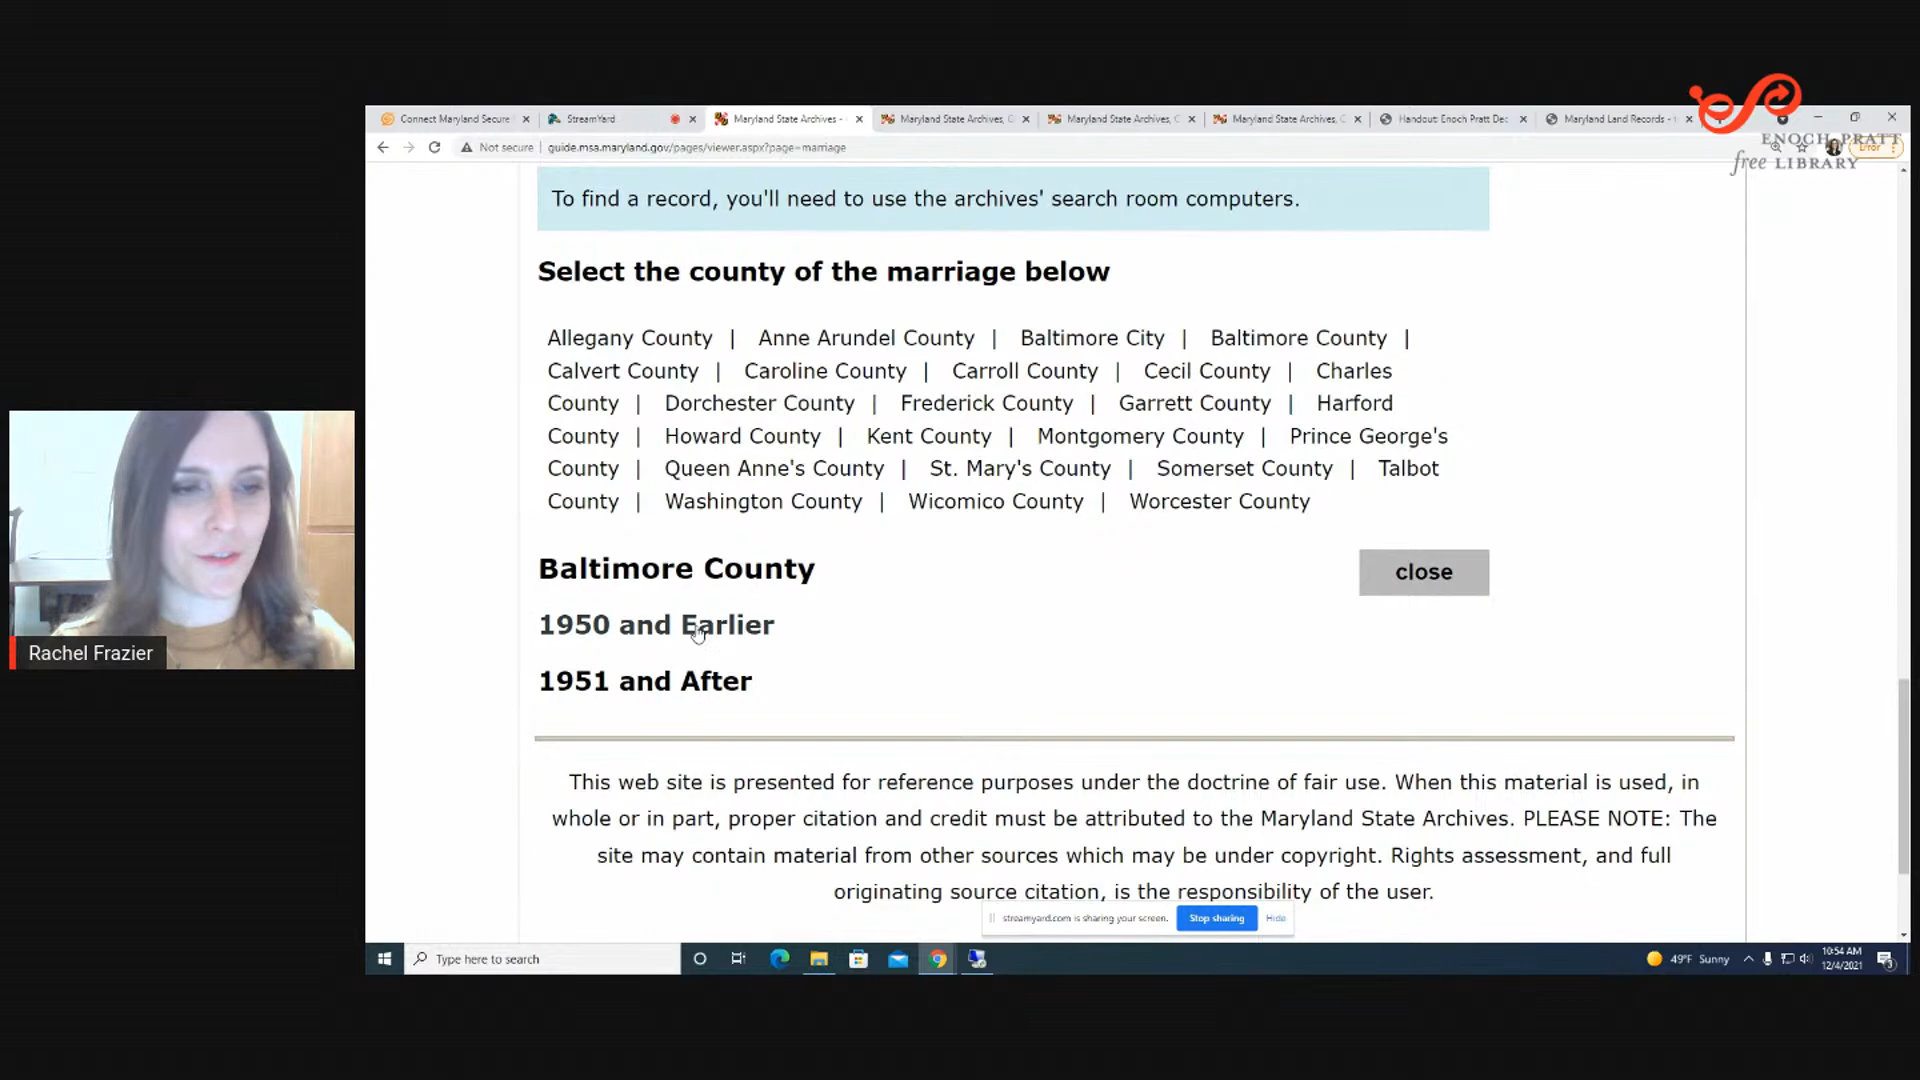 Connect Maryland Secure
StreamYard
Maryland State Archives -
Maryland State Archives,
Maryland State Archives,
Maryland State Archives,
Handout: Enoch Pratt Dec
Maryland Land Records -
Not secure
guide.msa.maryland.gov/pages/viewer.aspx?page=marriage
Error
ENOCH PRATT
free LIBRARY
To find a record, you'll need to use the archives' search room computers.
Select the county of the marriage below
Allegany County | Anne Arundel County | Baltimore City | Baltimore County |
Calvert County | Caroline County | Carroll County | Cecil County | Charles
County | Dorchester County | Frederick County | Garrett County | Harford
County | Howard County | Kent County | Montgomery County | Prince George's
County | Queen Anne's County | St. Mary's County | Somerset County | Talbot
County | Washington County | Wicomico County | Worcester County
Baltimore County
close
1950 and Earlier
1951 and After
Rachel Frazier
This web site is presented for reference purposes under the doctrine of fair use. When this material is used, in
whole or in part, proper citation and credit must be attributed to the Maryland State Archives. PLEASE NOTE: The
site may contain material from other sources which may be under copyright. Rights assessment, and full
originating source citation, is the responsibility of the user.
streamyard.com is sharing your screen.
Stop sharing
Hide
Type here to search
49°F Sunny
10:54 AM
12/4/2021